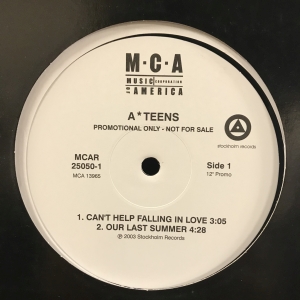 M·C·A
MUSIC CORPORATION
OF AMERICA
A*TEENS
PROMOTIONAL ONLY - NOT FOR SALE
stockholm records
MCAR
25050-1
MCA 13965
Side 1
12" Promo
1. CAN'T HELP FALLING IN LOVE 3:05
2. OUR LAST SUMMER 4:28
℗ 2003 Stockholm Records